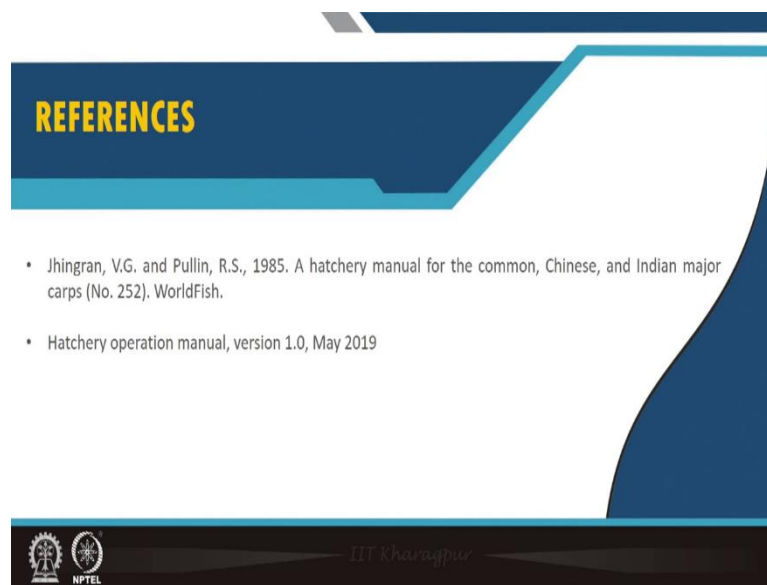 REFERENCES
• Jhingran, V.G. and Pullin, R.S., 1985. A hatchery manual for the common, Chinese, and Indian major
carps (No. 252). WorldFish.
• Hatchery operation manual, version 1.0, May 2019
IIT Kharagpur
NPTEL